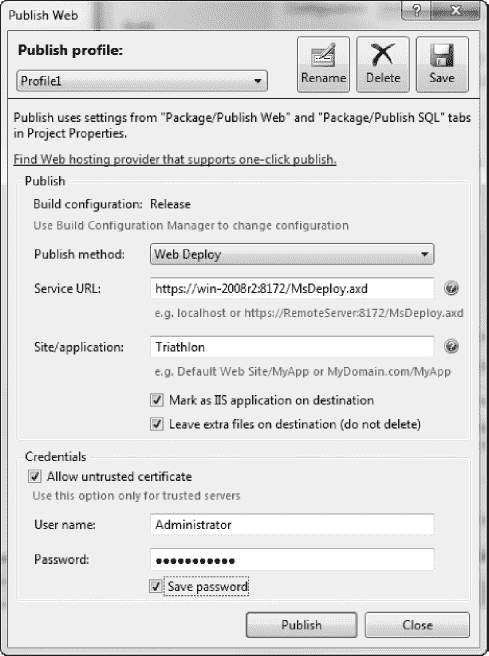 Publish Web
Publish profile:
Profile1
Rename
Delete
Save
Publish uses settings from "Package/Publish Web" and "Package/Publish SQL" tabs
in Project Properties.
Find Web hosting provider that supports one-click publish.
Publish
Build configuration: Release
Use Build Configuration Manager to change configuration
Publish method: Web Deploy
Service URL: https://win-2008r2:8172/MsDeploy.axd
e.g. localhost or https://RemoteServer:8172/MsDeploy.axd
Site/application: Triathlon
e.g. Default Web Site/MyApp or MyDomain.com/MyApp
Mark as IIS application on destination
Leave extra files on destination (do not delete)
Credentials
Allow untrusted certificate
Use this option only for trusted servers
User name: Administrator
Password: •••••••••••
Save password
Publish
Close